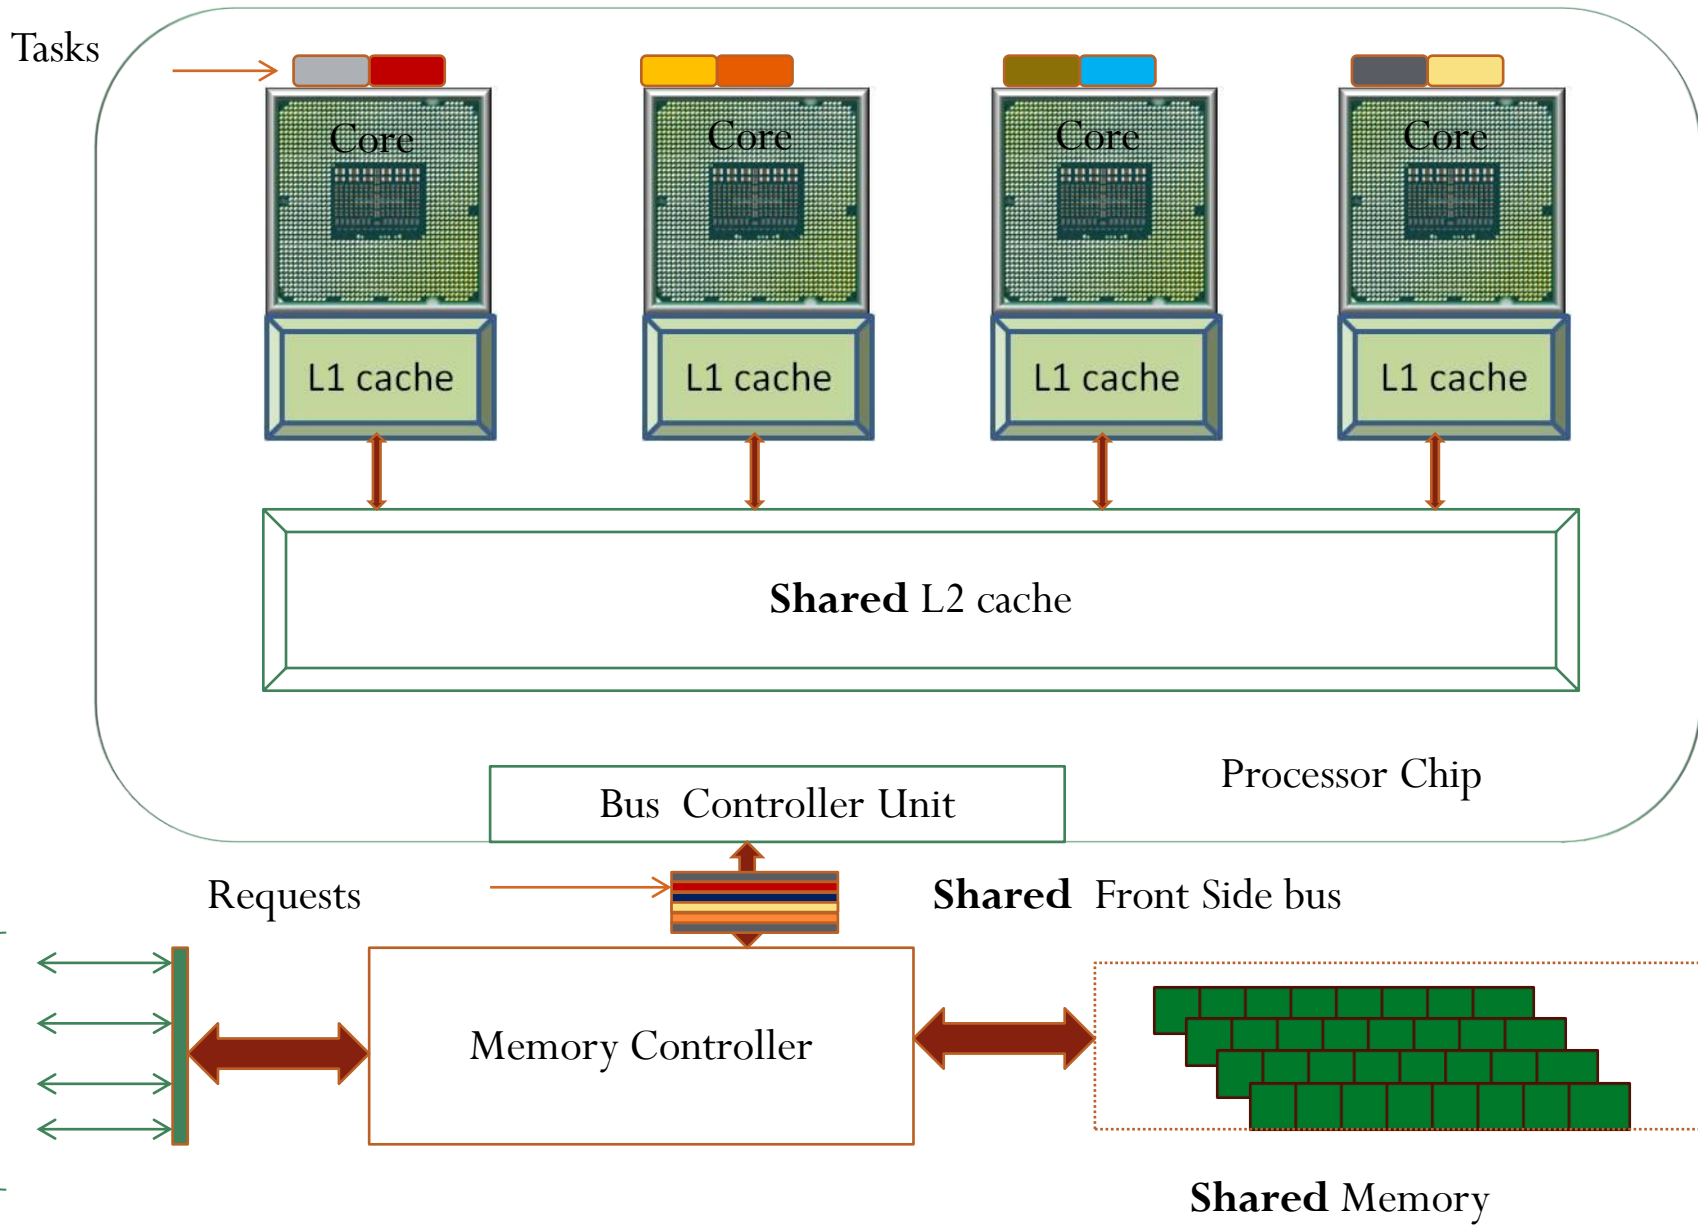 Tasks
Core
Core
Core
Core
L1 cache
L1 cache
L1 cache
L1 cache
Shared L2 cache
Processor Chip
Bus Controller Unit
Requests
Shared Front Side bus
Memory Controller
Shared Memory